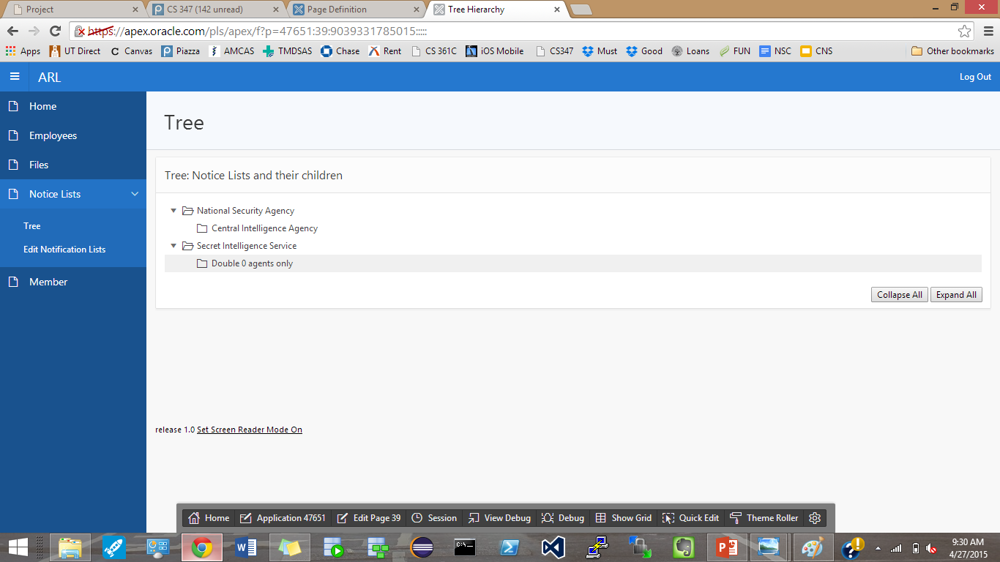 Project CS 347 (142 unread) Page Definition Tree Hierarchy
https://apex.oracle.com/pls/apex/f?p=47651:39:9039331785015:::::
Apps UT Direct Canvas Piazza AMCAS TMDSAS Chase Rent CS 361C iOS Mobile CS347 Must Good Loans FUN NSC CNS Other bookmarks
ARL Log Out
Home
Employees
Files
Notice Lists
Tree
Edit Notification Lists
Member
Tree
Tree: Notice Lists and their children
National Security Agency
Central Intelligence Agency
Secret Intelligence Service
Double 0 agents only
Collapse All Expand All
release 1.0 Set Screen Reader Mode On
Home Application 47651 Edit Page 39 Session View Debug Debug Show Grid Quick Edit Theme Roller
9:30 AM
4/27/2015